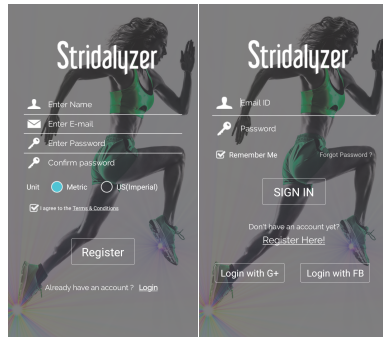 Stridalyzer
Enter Name
Enter E-mail
Enter Password
Confirm password
Unit Metric US(Imperial)
I agree to the Terms & Conditions
Register
Already have an account ? Login
Stridalyzer
Email ID
Password
Remember Me Forgot Password ?
SIGN IN
Don't have an account yet?
Register Here!
Login with G+ Login with FB